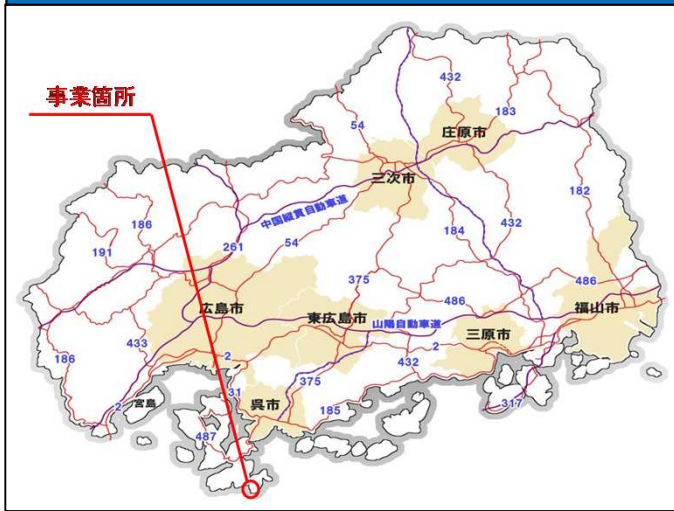 事業箇所
432
183
庄原市
54
三次市
182
中国縦貫自動車道
186
191
261
54
184
432
375
486
486
広島市
東広島市
山陽自動車道
福山市
三原市
186
433
2
2
432
31
375
呉市
185
317
2
宮島
487